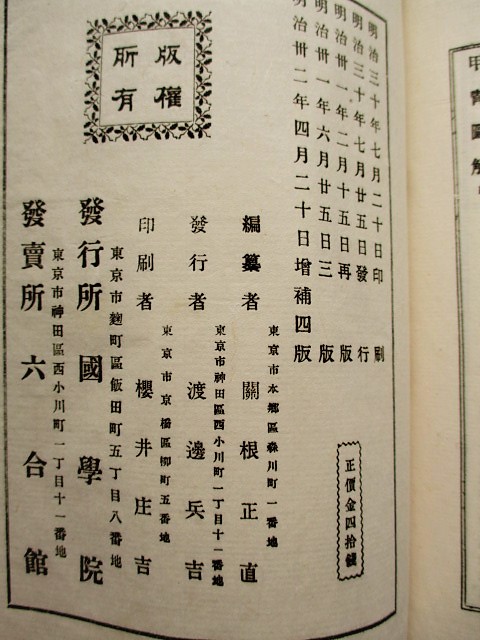 明治三十年七月二十日印刷
明治三十年七月廿五日發行
明治卅一年二月十五日再版
明治卅一年六月廿五日三版
明治卅二年四月二十日增補四版
正價金四拾錢
版權
所有
東京市本鄉區森川町一番地
編纂者 關根正直
東京市神田區西小川町一丁目十一番地
發行者 渡邊兵吉
東京市京橋區柳町五番地
印刷者 櫻井庄吉
東京市麴町區飯田町五丁目八番地
發行所 國學院
東京市神田區西小川町一丁目十一番地
發賣所 六合館